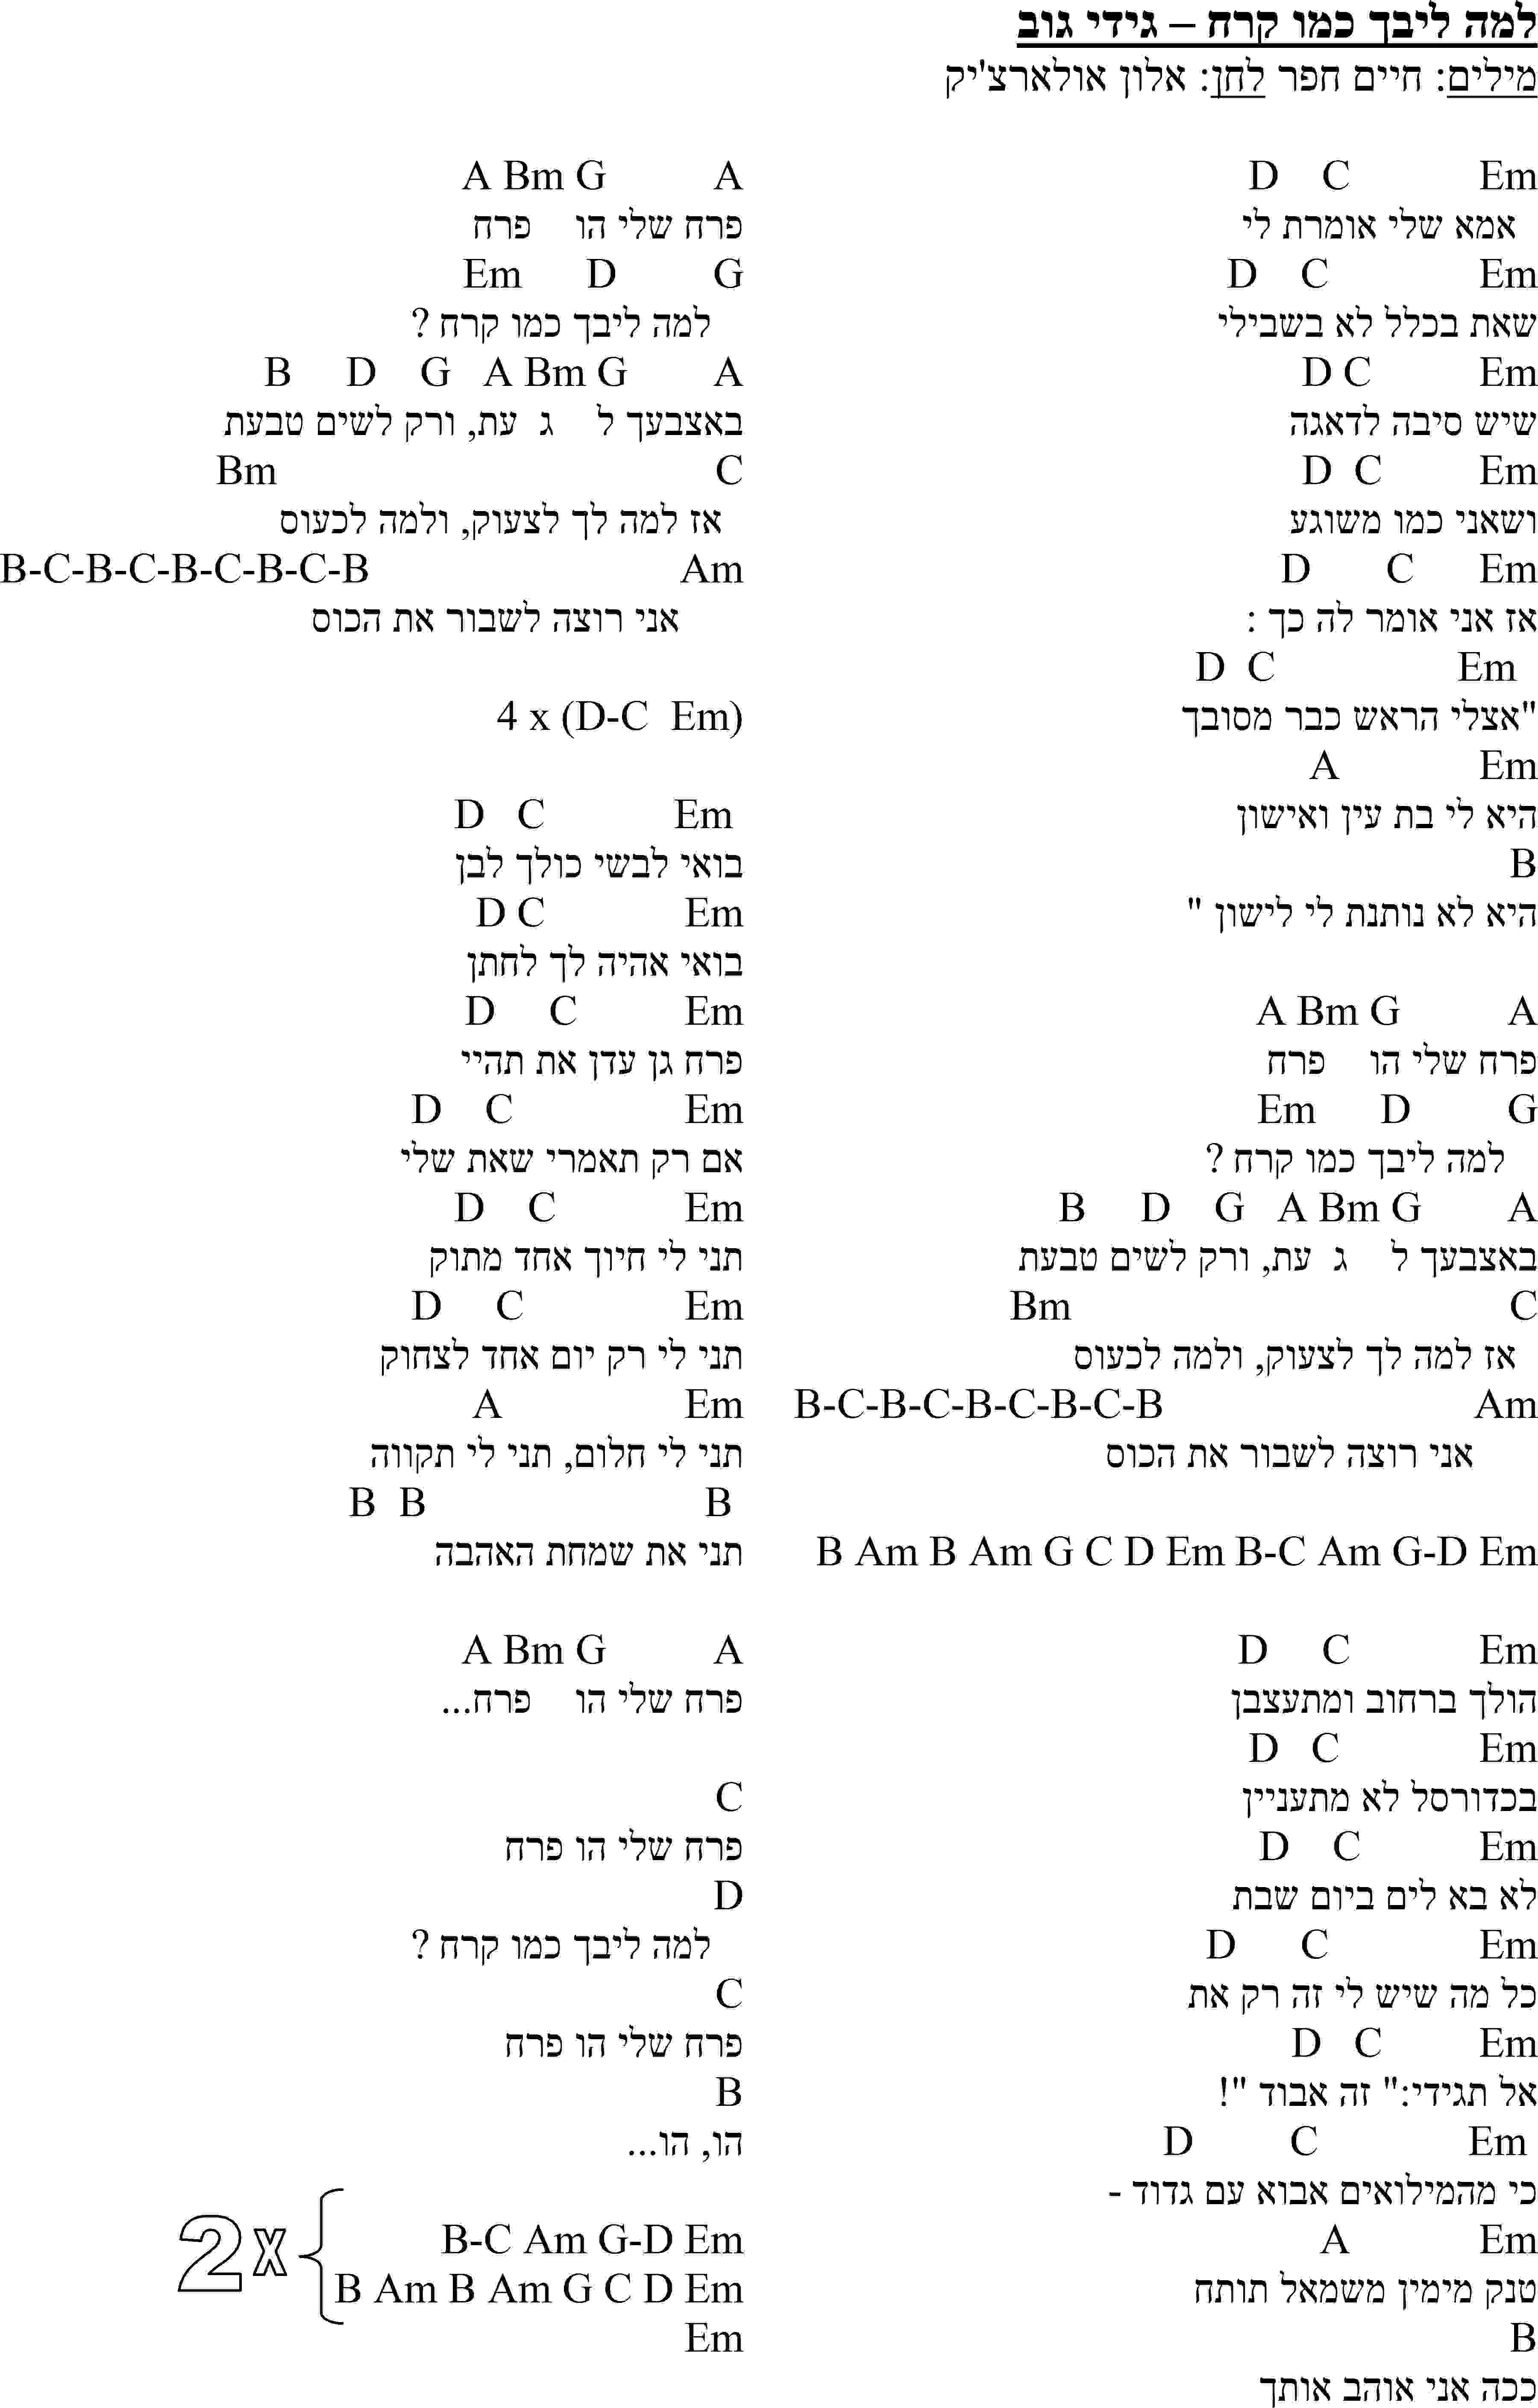 למה ליבך כמו קרח – גידי גוב
מילים: חיים חפר לחן: אלון אולארצ'יק
D C Em
אמא שלי אומרת לי
D C Em
שאת בכלל לא בשבילי
D C Em
שיש סיבה לדאגה
D C Em
ושאני כמו משוגע
D C Em
אז אני אומר לה כך :
D C Em
"אצלי הראש כבר מסובך
A Em
היא לי בת עין ואישון
B
היא לא נותנת לי לישון "
A Bm G A
פרח שלי הו פרח
Em D G
למה ליבך כמו קרח ?
B D G A Bm G A
באצבעך ל ג עת, ורק לשים טבעת
Bm C
אז למה לך לצעוק, ולמה לכעוס
B-C-B-C-B-C-B-C-B Am
אני רוצה לשבור את הכוס
B Am B Am G C D Em B-C Am G-D Em
D C Em
הולך ברחוב ומתעצבן
D C Em
בכדורסל לא מתעניין
D C Em
לא בא לים ביום שבת
D C Em
כל מה שיש לי זה רק את
D C Em
אל תגידי:" זה אבוד "!
D C Em
כי מהמילואים אבוא עם גדוד -
A Em
טנק מימין משמאל תותח
B
ככה אני אוהב אותך
A Bm G A
פרח שלי הו פרח
Em D G
למה ליבך כמו קרח ?
B D G A Bm G A
באצבעך ל ג עת, ורק לשים טבעת
Bm C
אז למה לך לצעוק, ולמה לכעוס
B-C-B-C-B-C-B-C-B Am
אני רוצה לשבור את הכוס
4 x (D-C Em)
D C Em
בואי לבשי כולך לבן
D C Em
בואי אהיה לך לחתן
D C Em
פרח גן עדן את תהיי
D C Em
אם רק תאמרי שאת שלי
D C Em
תני לי חיוך אחד מתוק
D C Em
תני לי רק יום אחד לצחוק
A Em
תני לי חלום, תני לי תקווה
B B B
תני את שמחת האהבה
A Bm G A
פרח שלי הו פרח...
C
פרח שלי הו פרח
D
למה ליבך כמו קרח ?
C
פרח שלי הו פרח
B
הו, הו...
2x
B-C Am G-D Em
B Am B Am G C D Em
Em